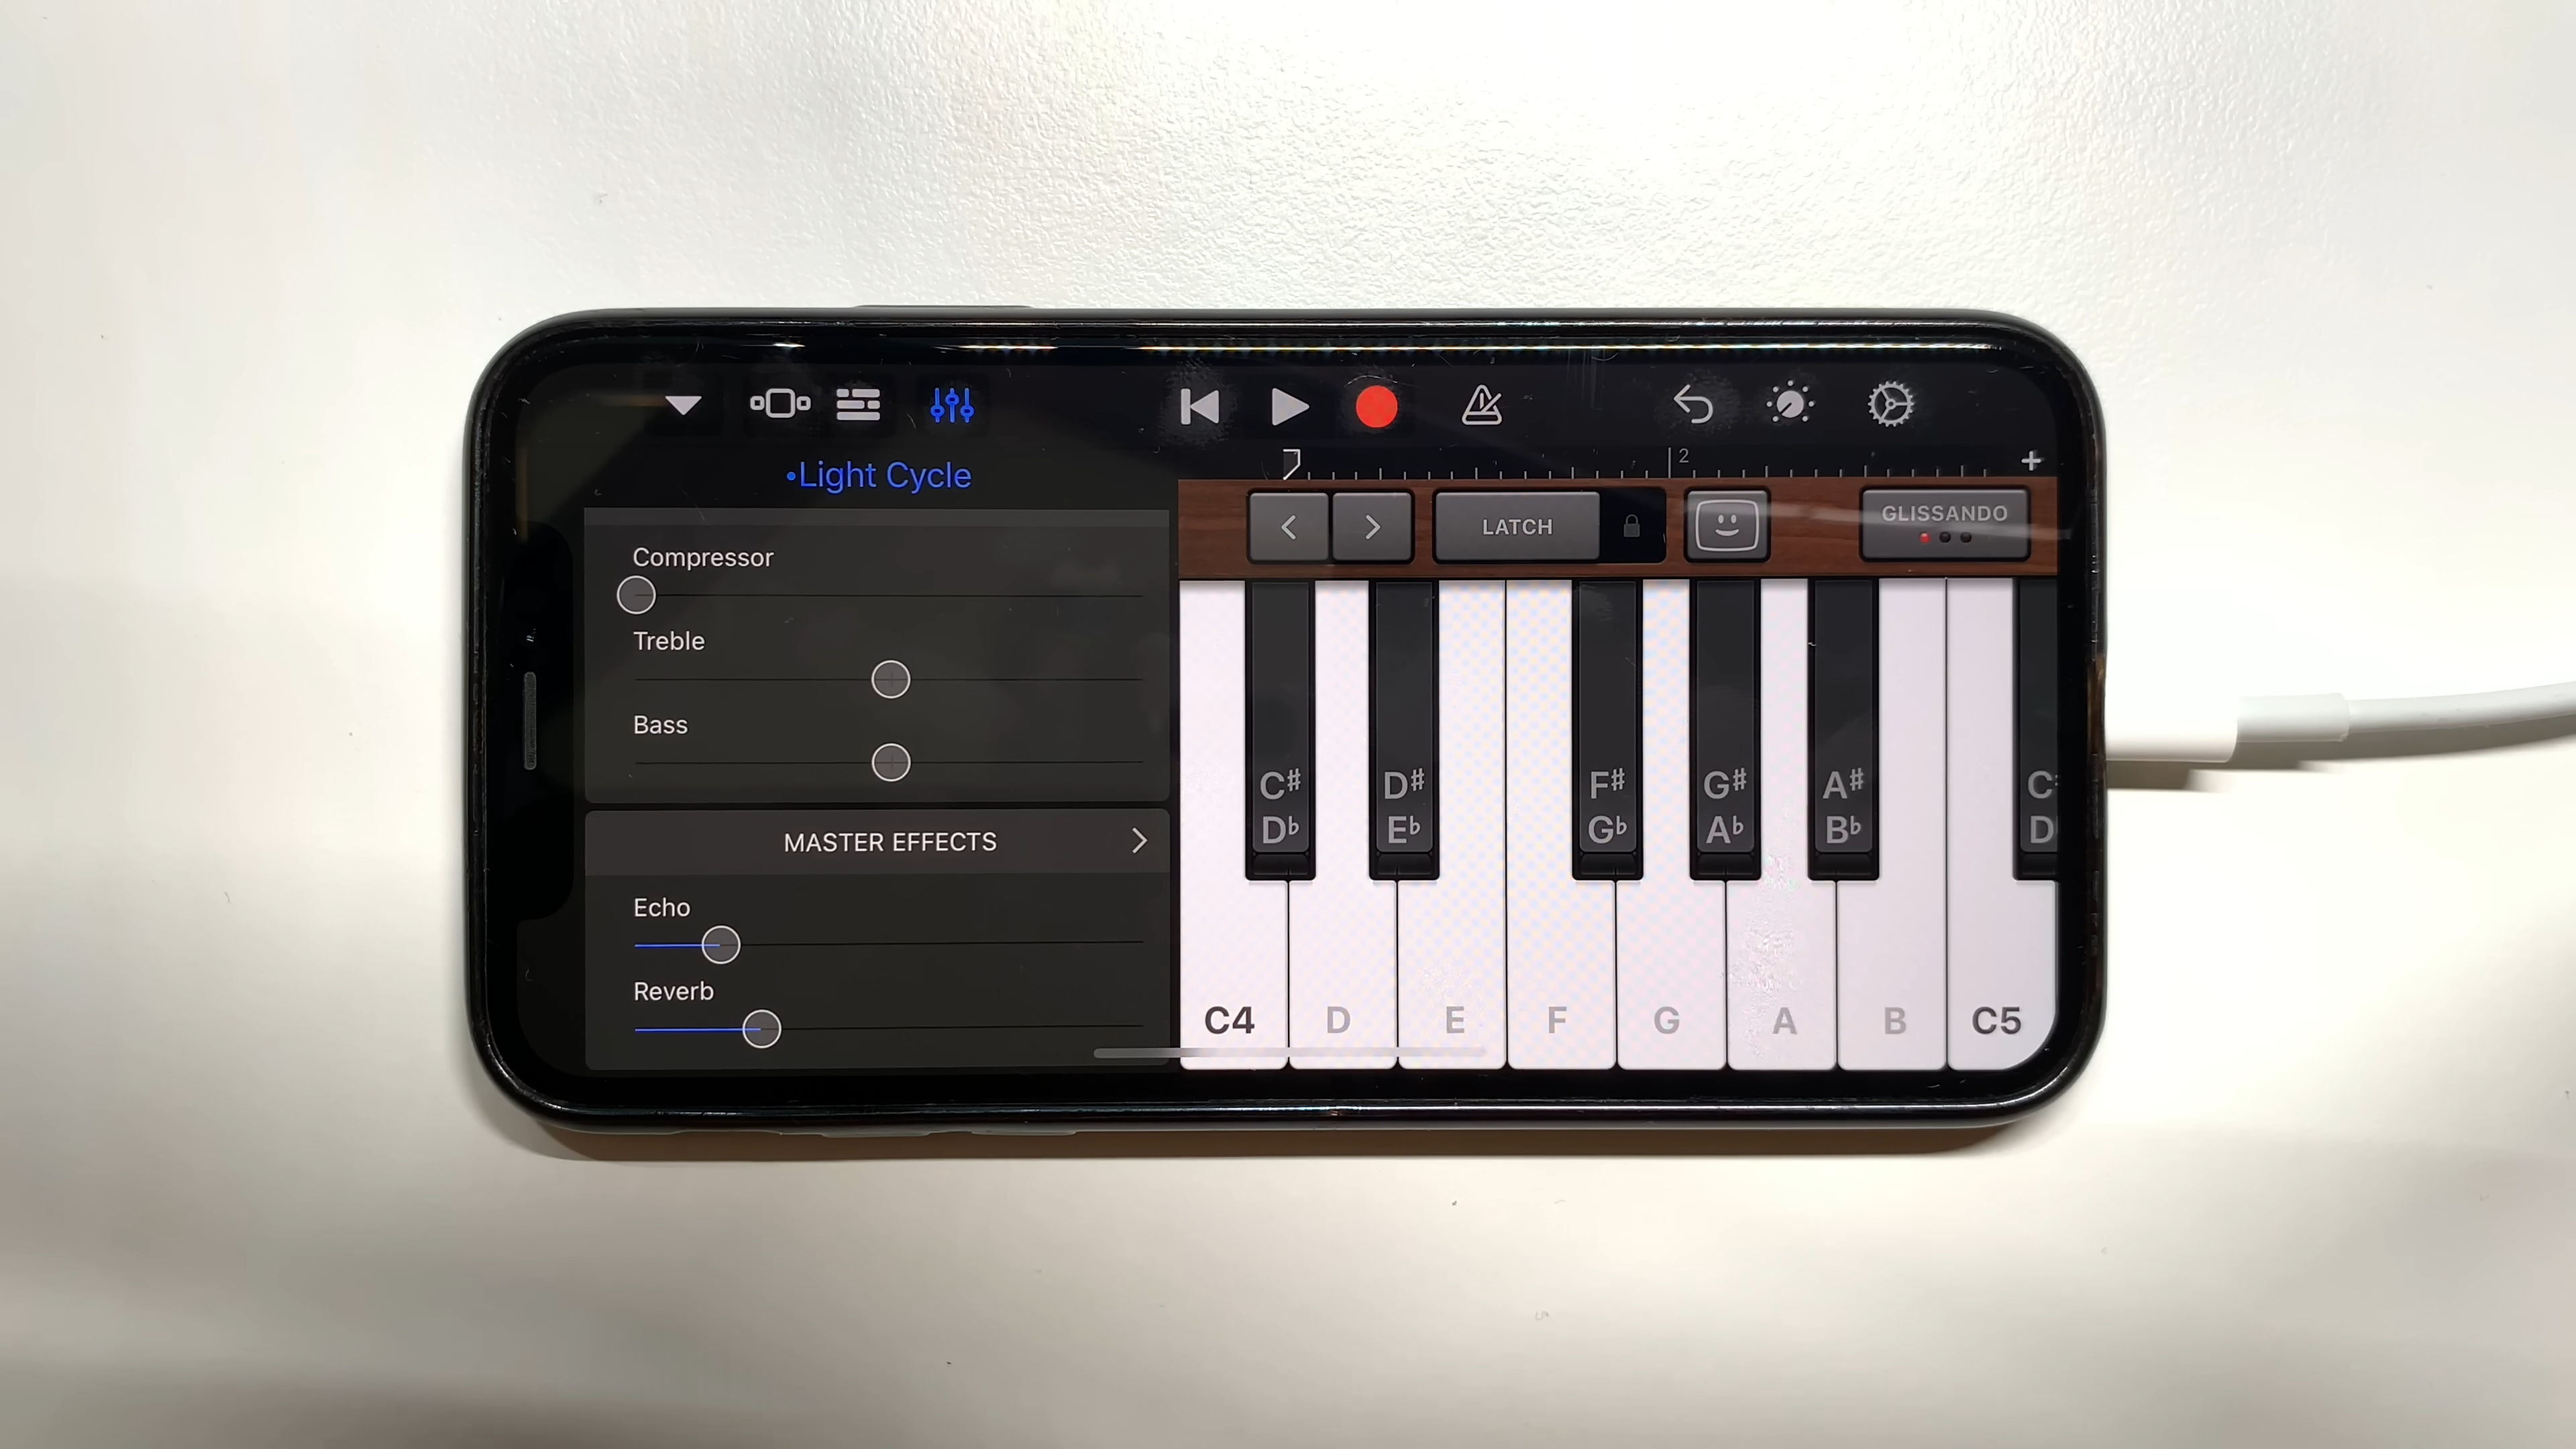 •Light Cycle
2
+
Compressor
Treble
Bass
MASTER EFFECTS
Echo
Reverb
LATCH
GLISSANDO
C♯ D♯ F♯ G♯ A♯ C
D♭ E♭ G♭ A♭ B♭ D
C4 D E F G A B C5